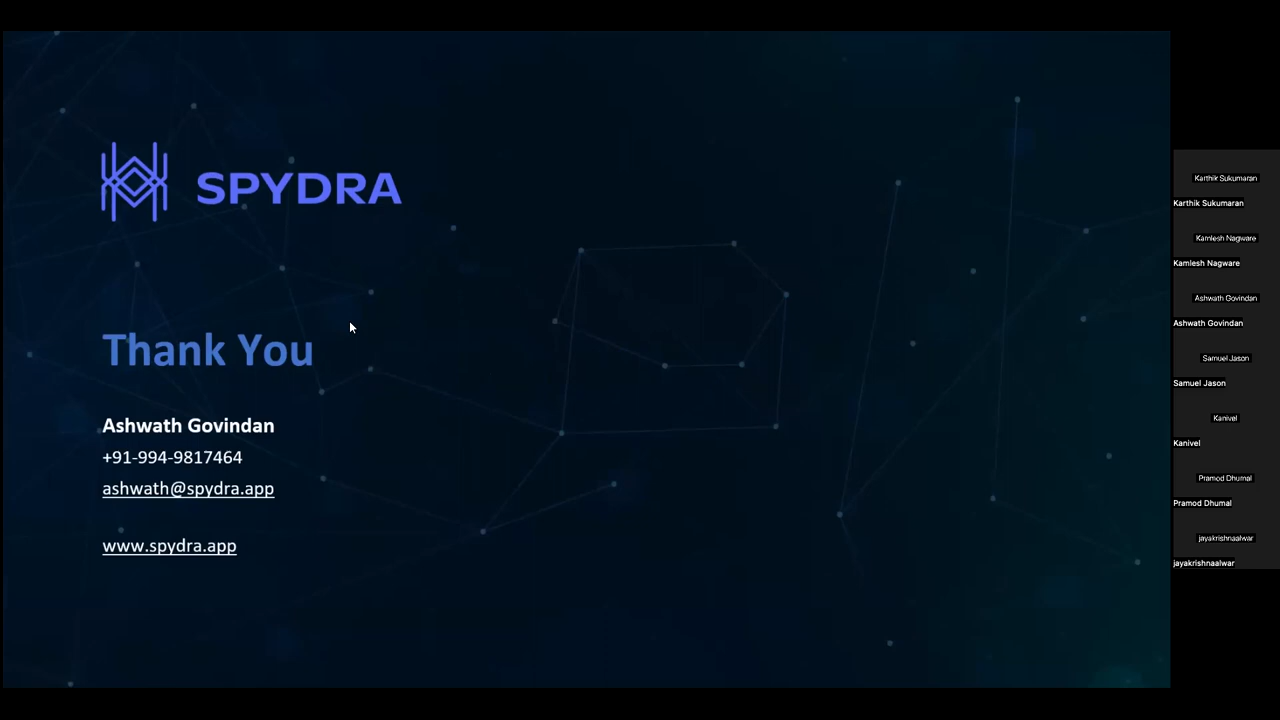 SPYDRA
Thank You
Ashwath Govindan
+91-994-9817464
ashwath@spydra.app
www.spydra.app
Karthik Sukumaran
Karthik Sukumaran
Kamlesh Nagware
Kamlesh Nagware
Ashwath Govindan
Ashwath Govindan
Samuel Jason
Samuel Jason
Kanivel
Kanivel
Pramod Dhumal
Pramod Dhumal
jayakrishnaalwar
jayakrishnaalwar